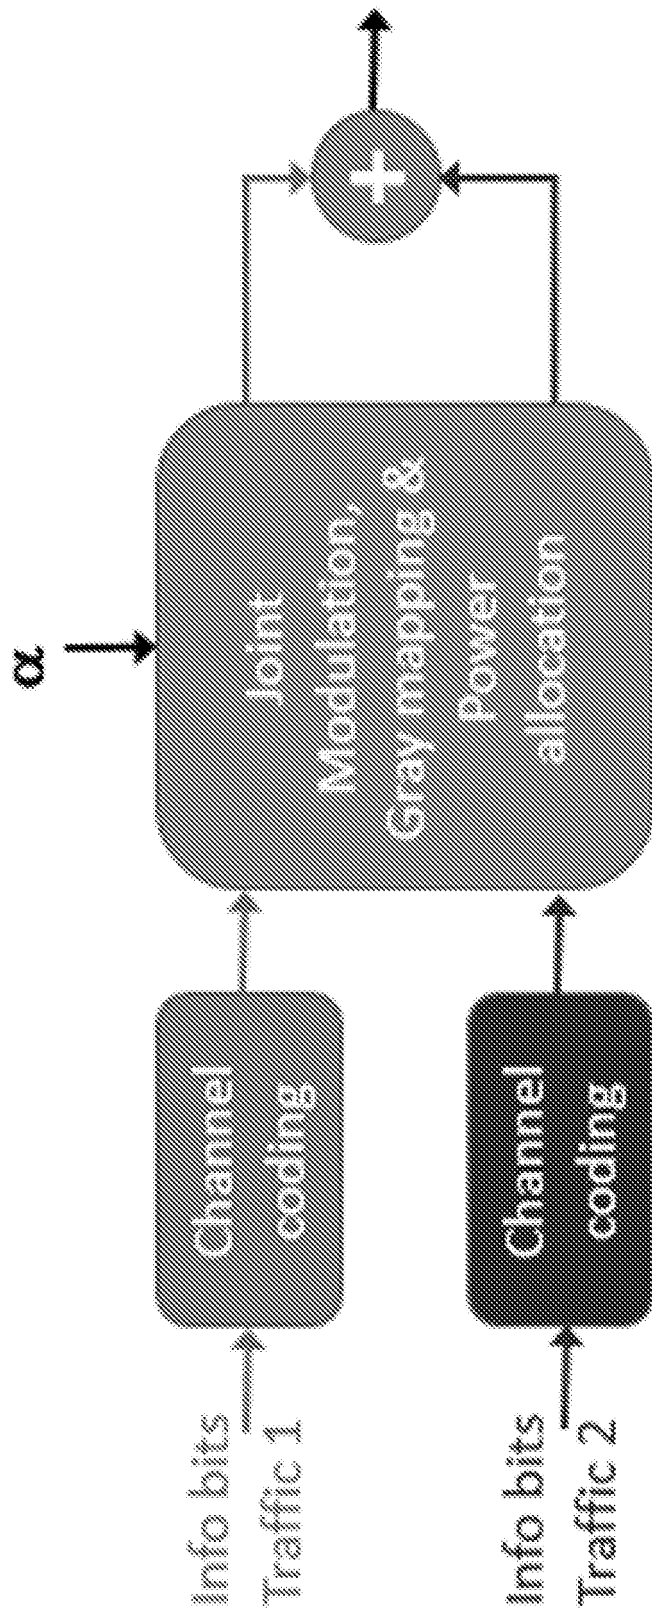 Info bits
Traffic 1
Channel
coding
Info bits
Traffic 2
Channel
coding
α
Joint
Modulation,
Gray mapping &
Power
allocation
+